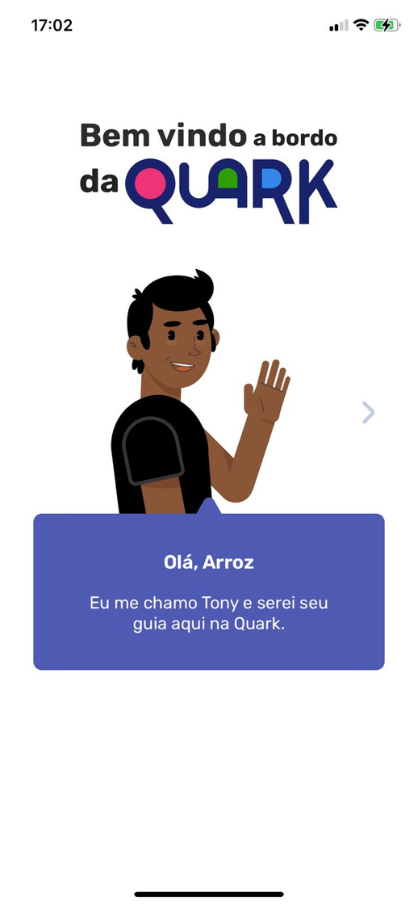 17:02
Bem vindo a bordo
da QUARK
Olá, Arroz
Eu me chamo Tony e serei seu
guia aqui na Quark.